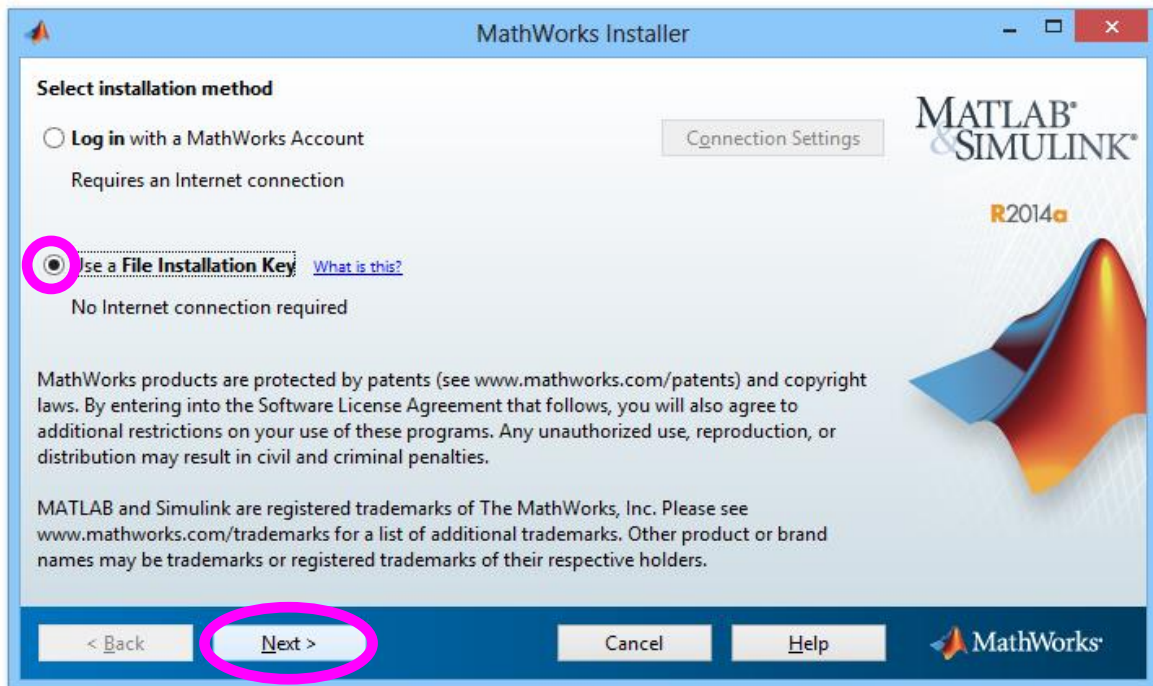 MathWorks Installer
Select installation method
Log in with a MathWorks Account
Connection Settings
Requires an Internet connection
Use a File Installation Key What is this?
No Internet connection required
MathWorks products are protected by patents (see www.mathworks.com/patents) and copyright
laws. By entering into the Software License Agreement that follows, you will also agree to
additional restrictions on your use of these programs. Any unauthorized use, reproduction, or
distribution may result in civil and criminal penalties.
MATLAB and Simulink are registered trademarks of The MathWorks, Inc. Please see
www.mathworks.com/trademarks for a list of additional trademarks. Other product or brand
names may be trademarks or registered trademarks of their respective holders.
MATLAB®
&SIMULINK®
R2014a
< Back
Next >
Cancel
Help
MathWorks®